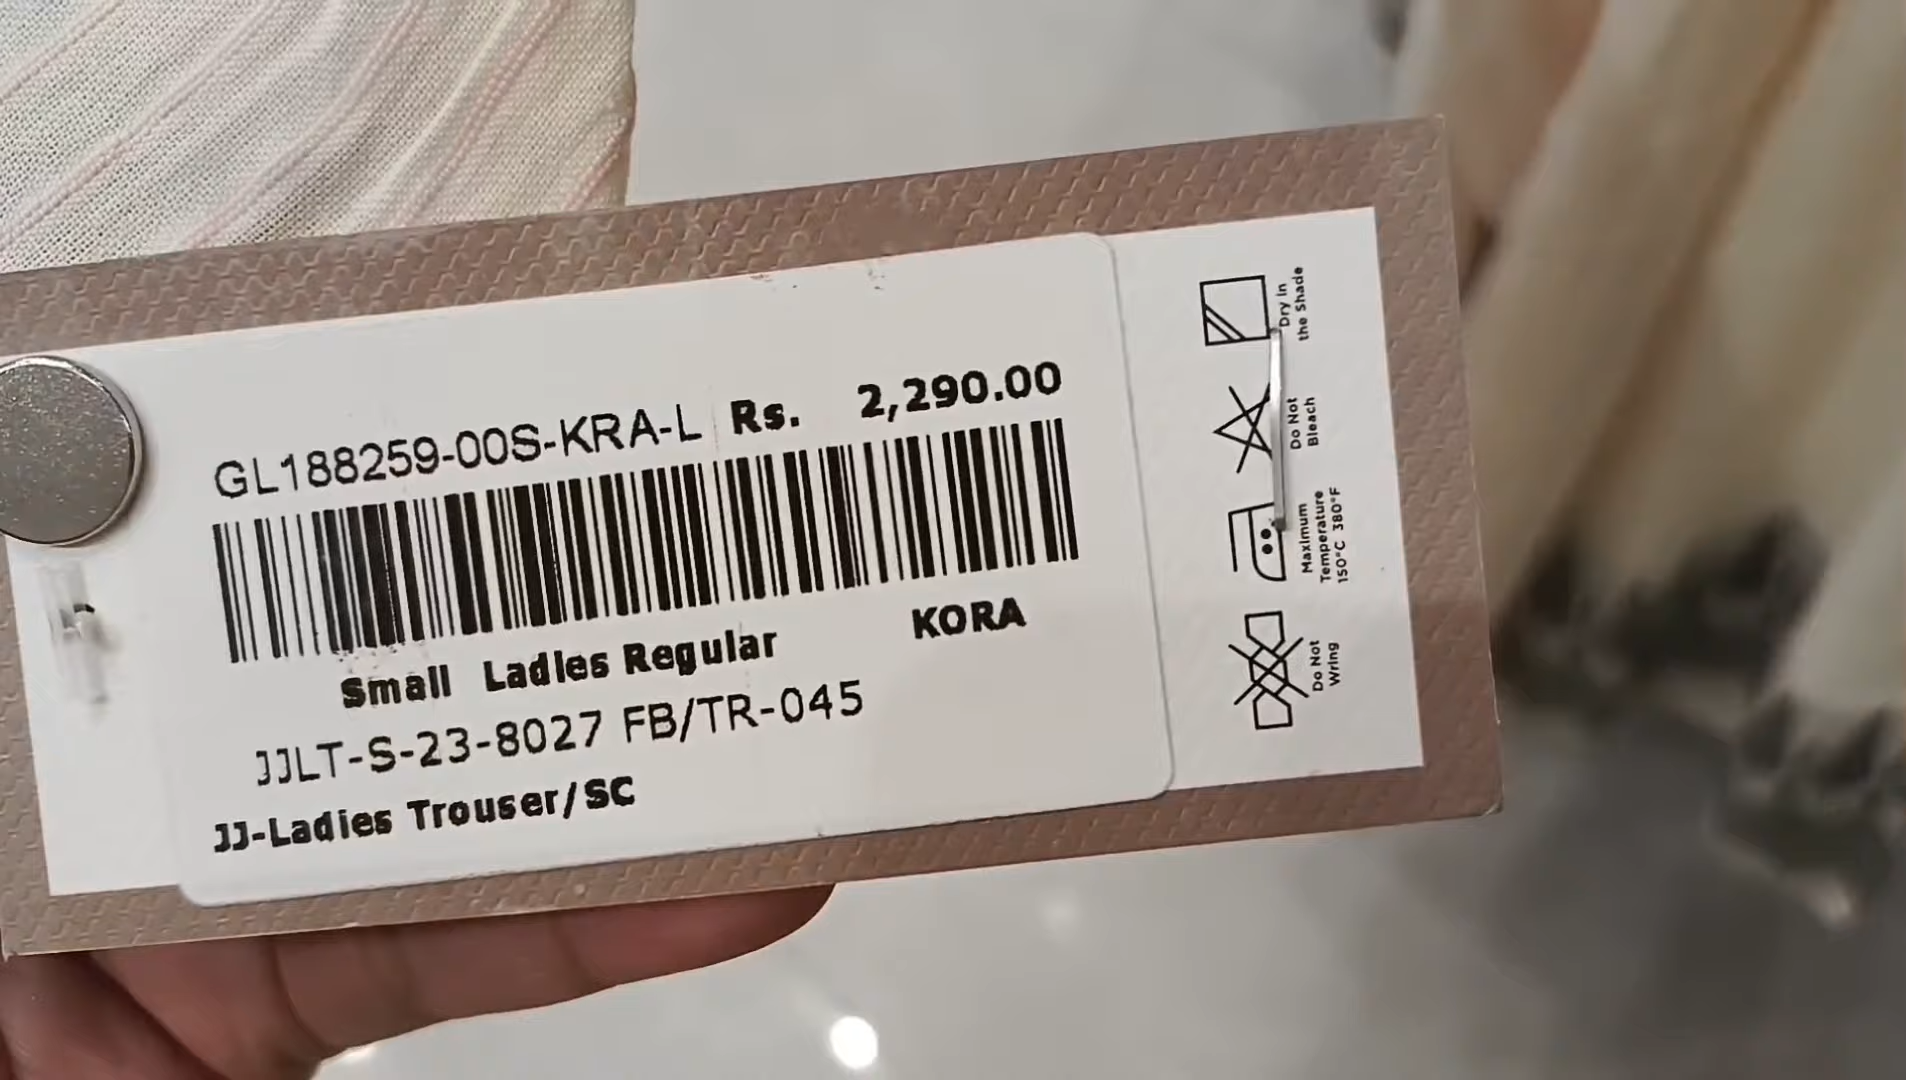 GL188259-00S-KRA-L Rs. 2,290.00
Small Ladies Regular KORA
JJLT-S-23-8027 FB/TR-045
JJ-Ladies Trouser/SC
Dry in
the Shade
Do Not
Bleach
Maximum
Temperature
150°C 380°F
Do Not
Wring